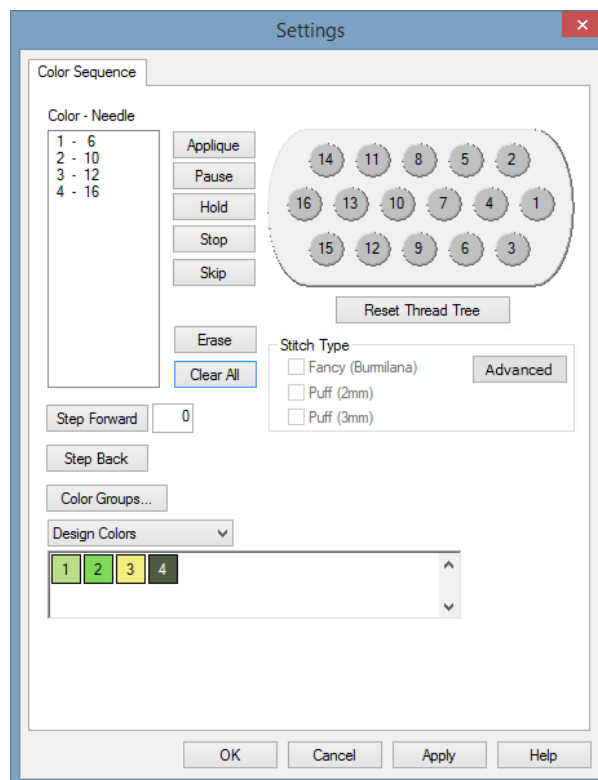 Settings
Color Sequence
Color - Needle
1 - 6
2 - 10
3 - 12
4 - 16
Applique
Pause
Hold
Stop
Skip
Erase
Clear All
14 11 8 5 2
16 13 10 7 4 1
15 12 9 6 3
Reset Thread Tree
Stitch Type
Fancy (Burmilana)
Puff (2mm)
Puff (3mm)
Advanced
Step Forward 0
Step Back
Color Groups...
Design Colors
1 2 3 4
OK Cancel Apply Help